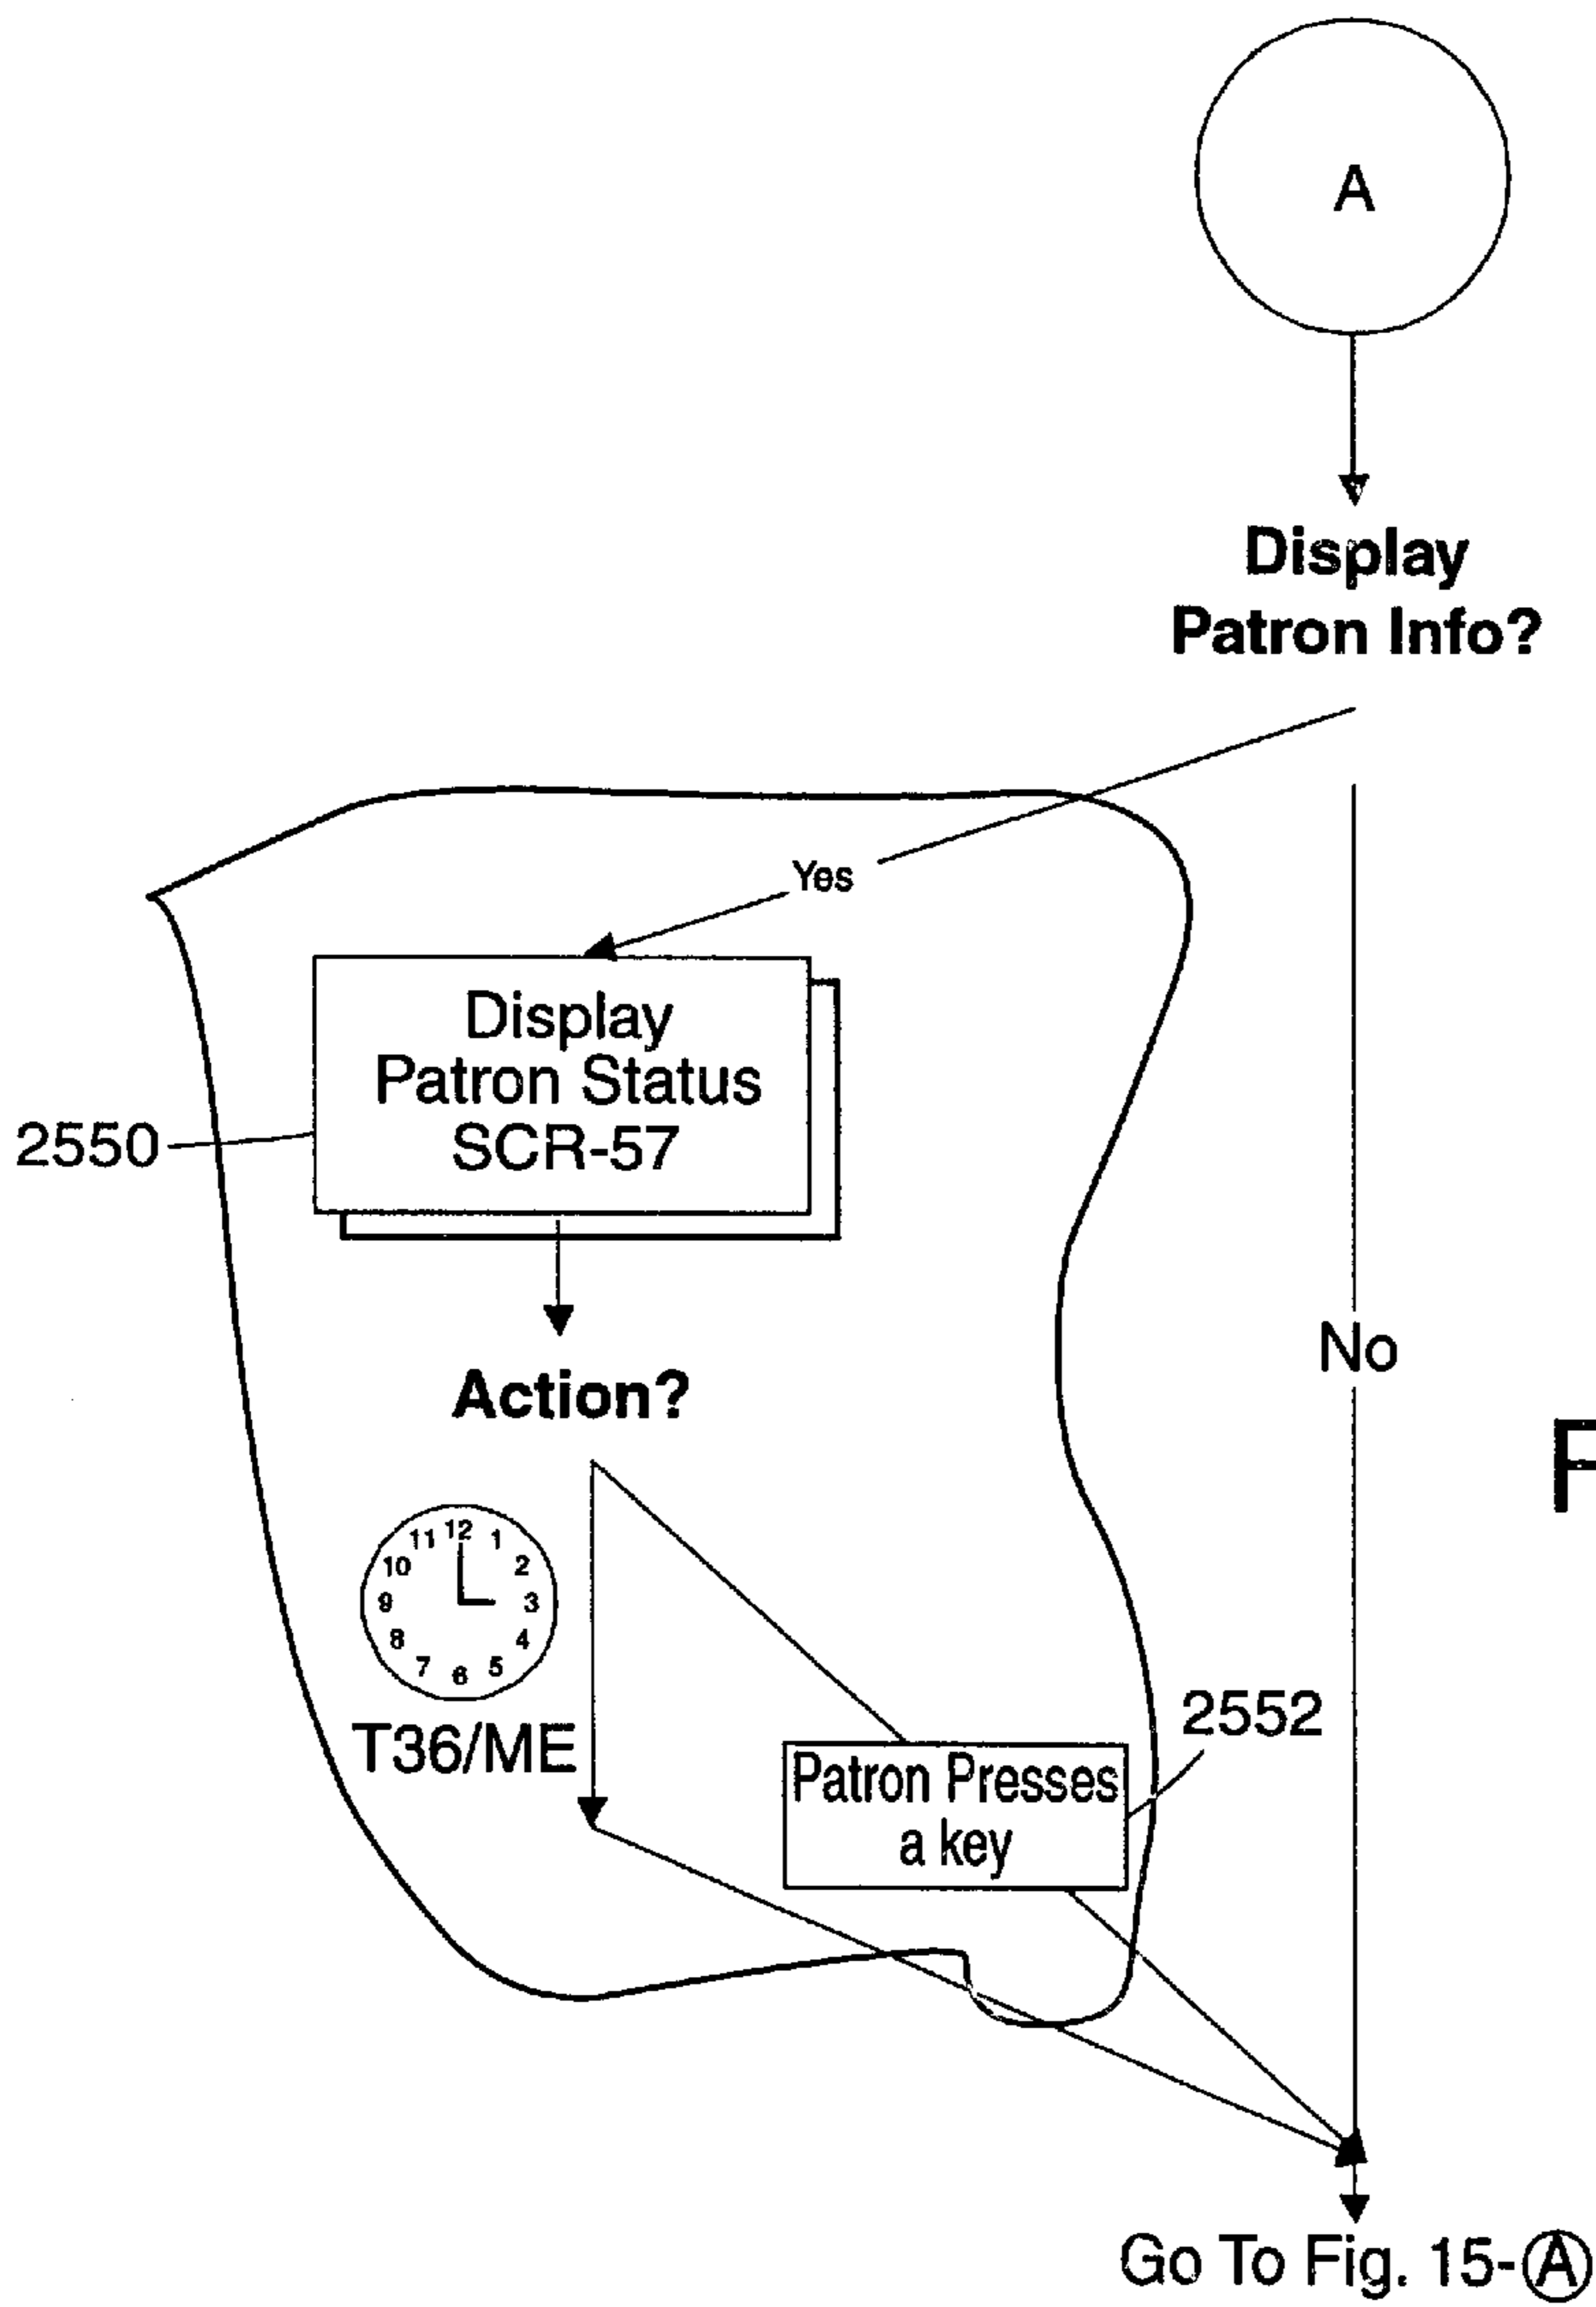 A
Display
Patron Info?
Yes
Display
Patron Status
SCR-57
2550
No
Action?
F
12
11
1
10
2
9
3
8
4
7
5
6
T36/ME
2552
Patron Presses
a key
Go To Fig. 15-A